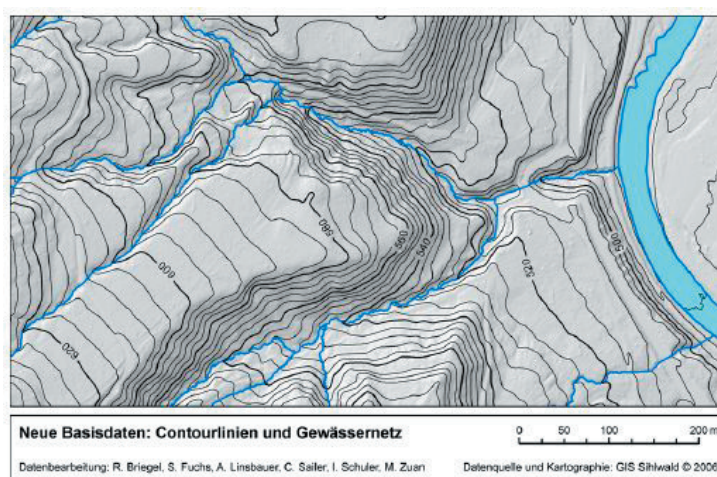 580
560
540
600
520
500
620
Neue Basisdaten: Contourlinien und Gewässernetz
0 50 100 200 m
Datenbearbeitung: R. Briegel, S. Fuchs, A. Linsbauer, C. Sailer, I. Schuler, M. Zuan
Datenquelle und Kartographie: GIS Sihlwald © 2006